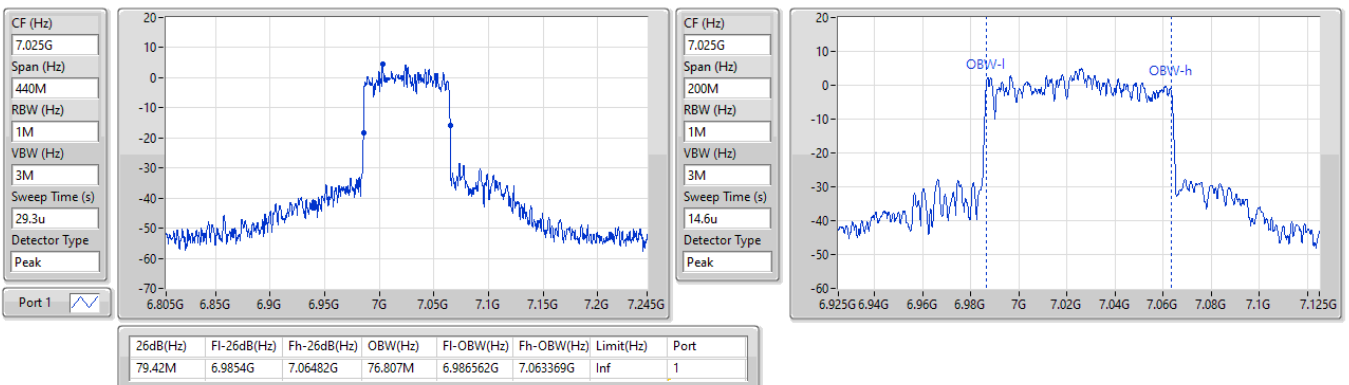 CF (Hz)
7.025G
Span (Hz)
440M
RBW (Hz)
1M
VBW (Hz)
3M
Sweep Time (s)
29.3u
Detector Type
Peak
Port 1
20-
10-
0-
-10-
-20-
-30-
-40-
-50-
-60-
-70-
6.805G 6.85G 6.9G 6.95G 7G 7.05G 7.1G 7.15G 7.2G 7.245G
CF (Hz)
7.025G
Span (Hz)
200M
RBW (Hz)
1M
VBW (Hz)
3M
Sweep Time (s)
14.6u
Detector Type
Peak
20-
10-
0-
-10-
-20-
-30-
-40-
-50-
-60-
OBW-l
OBW-h
6.925G 6.94G 6.96G 6.98G 7G 7.02G 7.04G 7.06G 7.08G 7.1G 7.125G
26dB(Hz) Fl-26dB(Hz) Fh-26dB(Hz) OBW(Hz) Fl-OBW(Hz) Fh-OBW(Hz) Limit(Hz) Port
79.42M 6.9854G 7.06482G 76.807M 6.986562G 7.063369G Inf 1